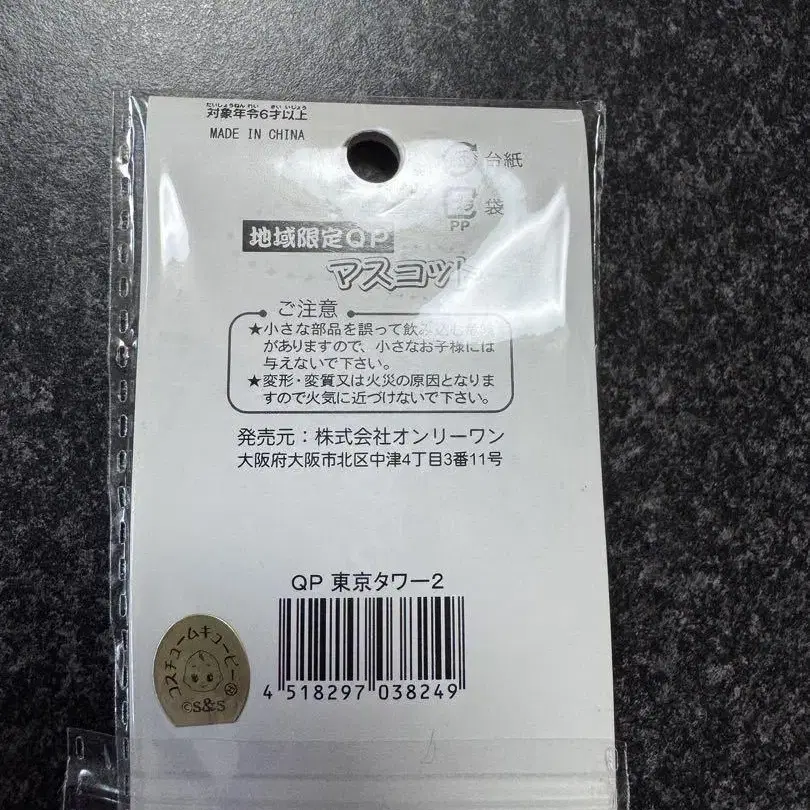 たいしょうねんれい さい いじょう
対象年令6才以上
MADE IN CHINA
台紙
袋
PP
地域限定QP
マスコット
ご注意
★小さな部品を誤って飲み込む危険
がありますので、小さなお子様には
与えないで下さい。
★変形・変質又は火災の原因となりま
すので火気に近づけないで下さい。
発売元:株式会社オンリーワン
大阪府大阪市北区中津4丁目3番11号
QP 東京タワー2
4 518297 038249
コスチュームキューピー
©S&S